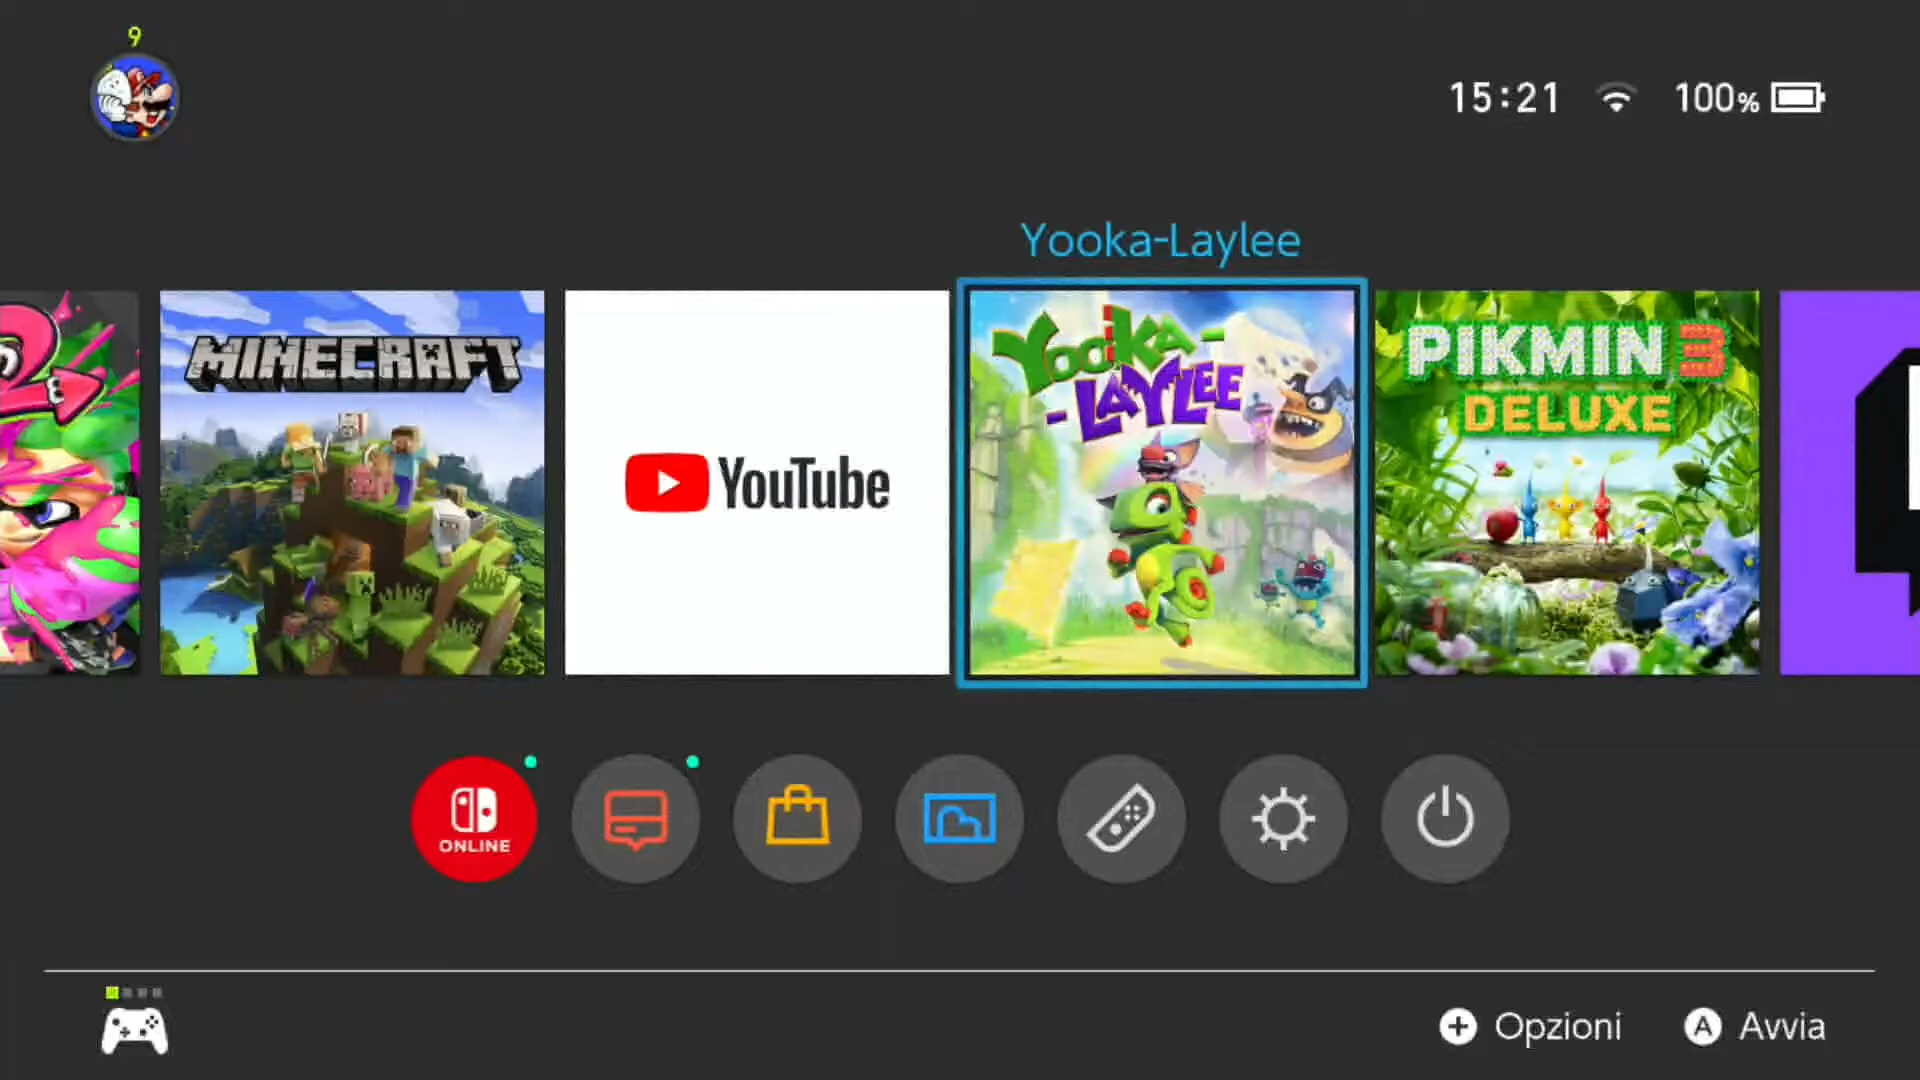 9
15:21
100%
Yooka-Laylee
MINECRAFT
YouTube
YOOKA-
-LAYLEE
PIKMIN 3
DELUXE
ONLINE
+ Opzioni
A Avvia